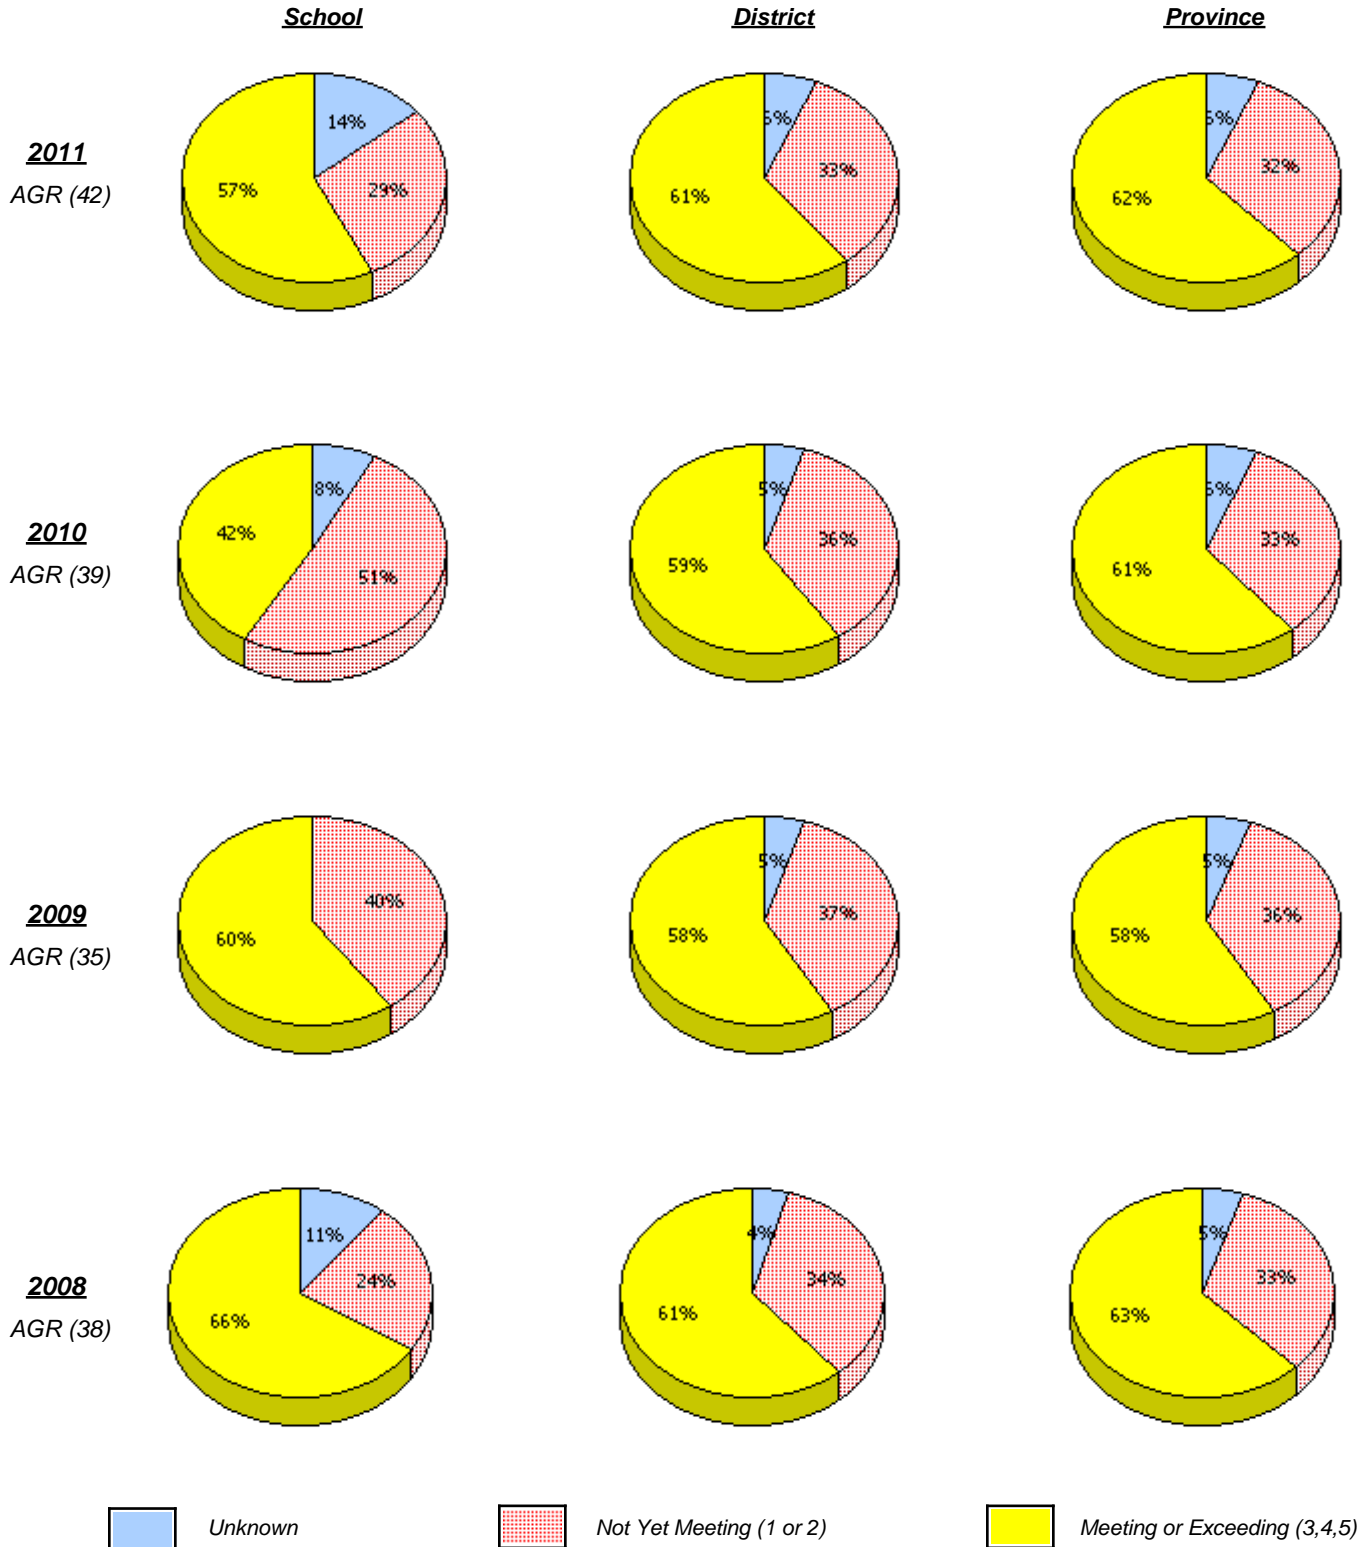 School District Province
14% 6% 6%
2011
29% 33% 32%
AGR (42)
57% 61% 62%
8% 5% 6%
2010
42% 36% 33%
AGR (39)
51% 59% 61%
40% 5% 5%
2009
60% 37% 36%
AGR (35)
58% 58%
11% 4% 5%
2008
24% 34% 33%
AGR (38)
66% 61% 63%
Unknown Not Yet Meeting (1 or 2) Meeting or Exceeding (3,4,5)